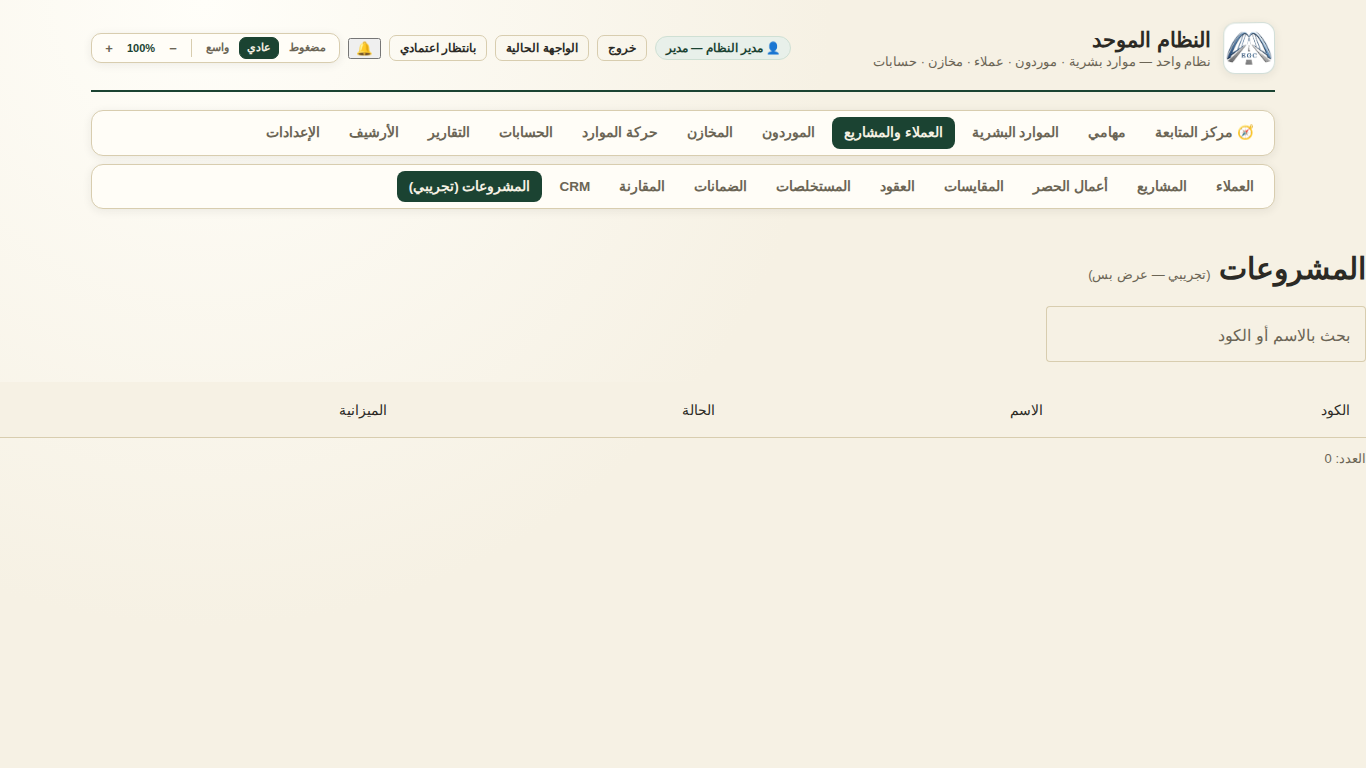 ROC
النظام الموحد
نظام واحد — موارد بشرية · موردون · عملاء · مخازن · حسابات
👤 مدير النظام — مدير
خروج
الواجهة الحالية
بانتظار اعتمادي
🔔
مضغوط عادي واسع − 100% +
🧭 مركز المتابعة مهامي الموارد البشرية العملاء والمشاريع الموردون المخازن حركة الموارد الحسابات التقارير الأرشيف الإعدادات
العملاء المشاريع أعمال الحصر المقايسات العقود المستخلصات الضمانات المقارنة CRM المشروعات (تجريبي)
المشروعات (تجريبي — عرض بس)
بحث بالاسم أو الكود
الكود الاسم الحالة الميزانية
العدد: 0